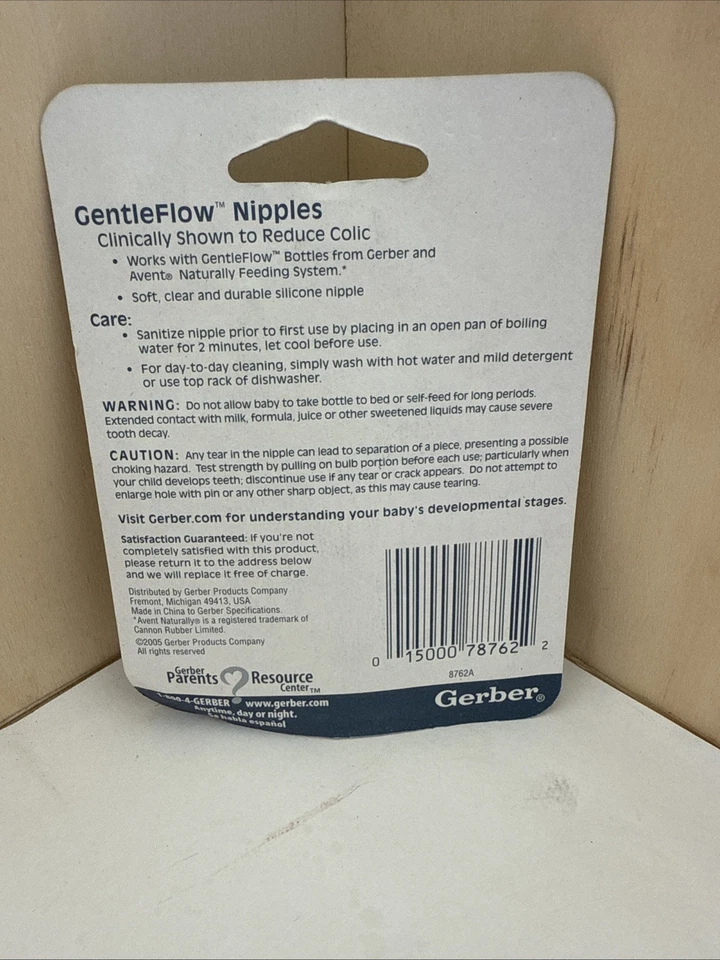 GentleFlow™ Nipples
Clinically Shown to Reduce Colic
• Works with GentleFlow™ Bottles from Gerber and
Avent® Naturally Feeding System.*
• Soft, clear and durable silicone nipple
Care:
• Sanitize nipple prior to first use by placing in an open pan of boiling
water for 2 minutes, let cool before use.
• For day-to-day cleaning, simply wash with hot water and mild detergent
or use top rack of dishwasher.
WARNING: Do not allow baby to take bottle to bed or self-feed for long periods.
Extended contact with milk, formula, juice or other sweetened liquids may cause severe
tooth decay.
CAUTION: Any tear in the nipple can lead to separation of a piece, presenting a possible
choking hazard. Test strength by pulling on bulb portion before each use; particularly when
your child develops teeth; discontinue use if any tear or crack appears. Do not attempt to
enlarge hole with pin or any other sharp object, as this may cause tearing.
Visit Gerber.com for understanding your baby's developmental stages.
Satisfaction Guaranteed: If you're not
completely satisfied with this product,
please return it to the address below
and we will replace it free of charge.
Distributed by Gerber Products Company
Fremont, Michigan 49413, USA
Made in China to Gerber Specifications.
*Avent Naturally® is a registered trademark of
Cannon Rubber Limited.
©2005 Gerber Products Company
All rights reserved
Gerber
Parents Resource
Center™
1-800-4-GERBER www.gerber.com
Anytime, day or night.
Se habla español
0 15000 78762 2
8762A
Gerber®